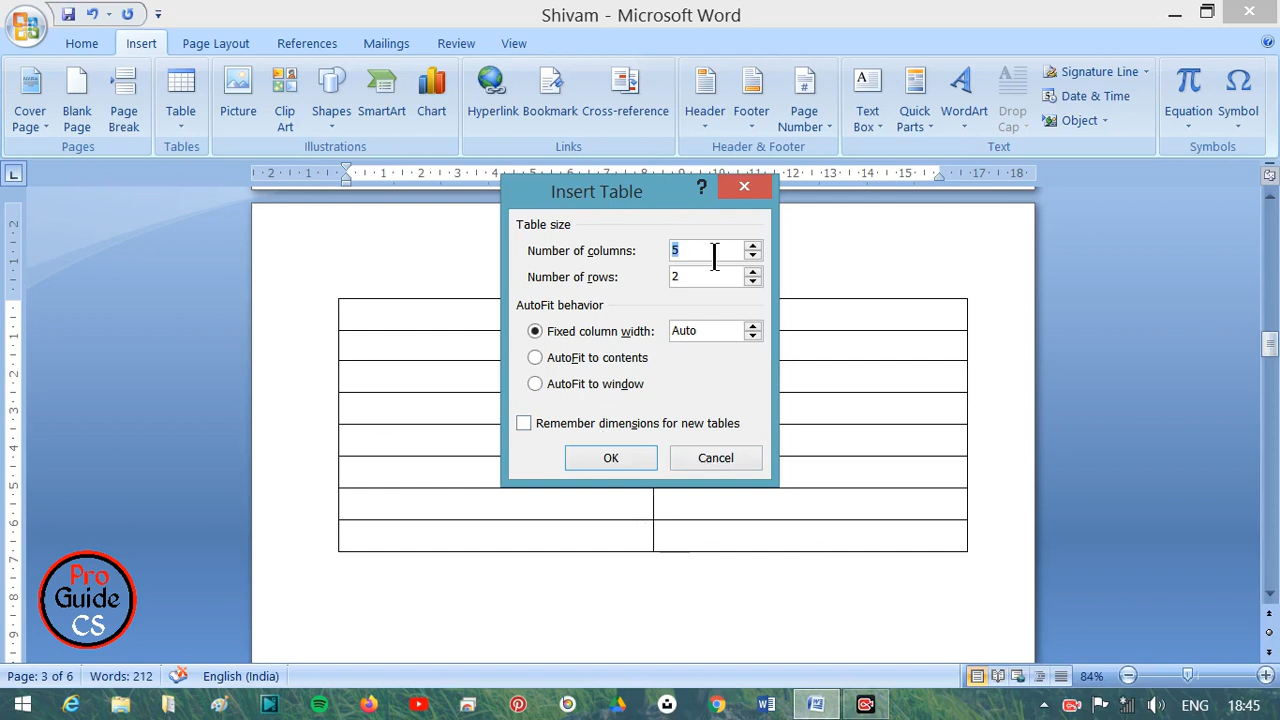 Shivam - Microsoft Word
Home Insert Page Layout References Mailings Review View
Cover Page Blank Page Page Break Table Picture Clip Art Shapes SmartArt Chart Hyperlink Bookmark Cross-reference Header Footer Page Number Text Box Quick Parts WordArt Drop Cap Signature Line Date & Time Object Equation Symbol
Pages Tables Illustrations Links Header & Footer Text Symbols
Insert Table
Table size
Number of columns: 5
Number of rows: 2
AutoFit behavior
Fixed column width: Auto
AutoFit to contents
AutoFit to window
Remember dimensions for new tables
OK Cancel
Pro
Guide
CS
Page: 3 of 6 Words: 212 English (India) 84%
ENG 18:45